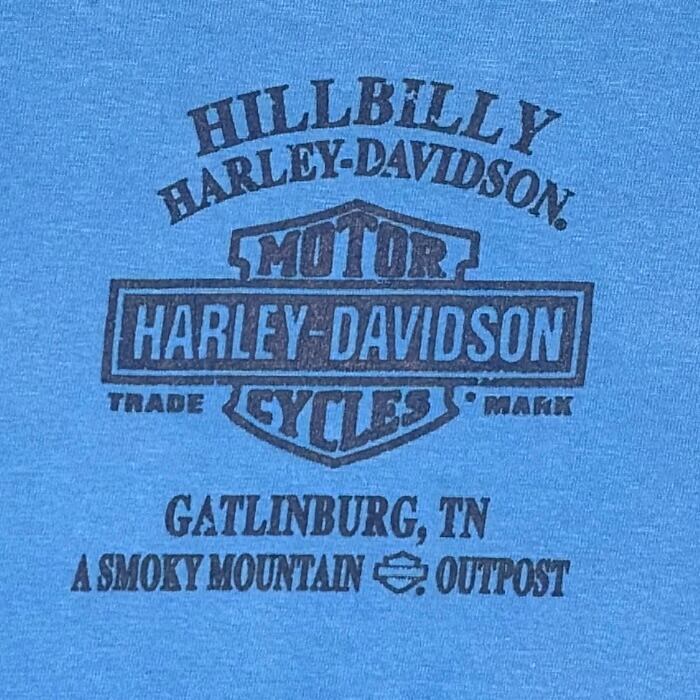 HILLBILLY
HARLEY-DAVIDSON.
MOTOR
HARLEY-DAVIDSON
TRADE CYCLES MARK
GATLINBURG, TN
A SMOKY MOUNTAIN OUTPOST